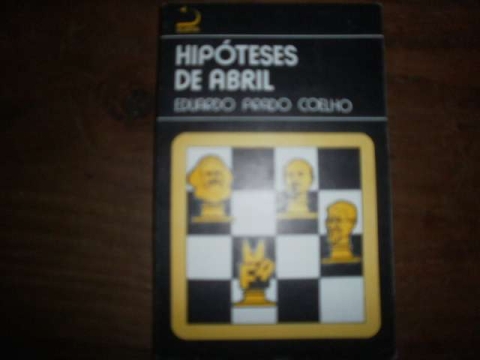 HIPÓTESES
DE ABRIL
EDUARDO PRADO COELHO